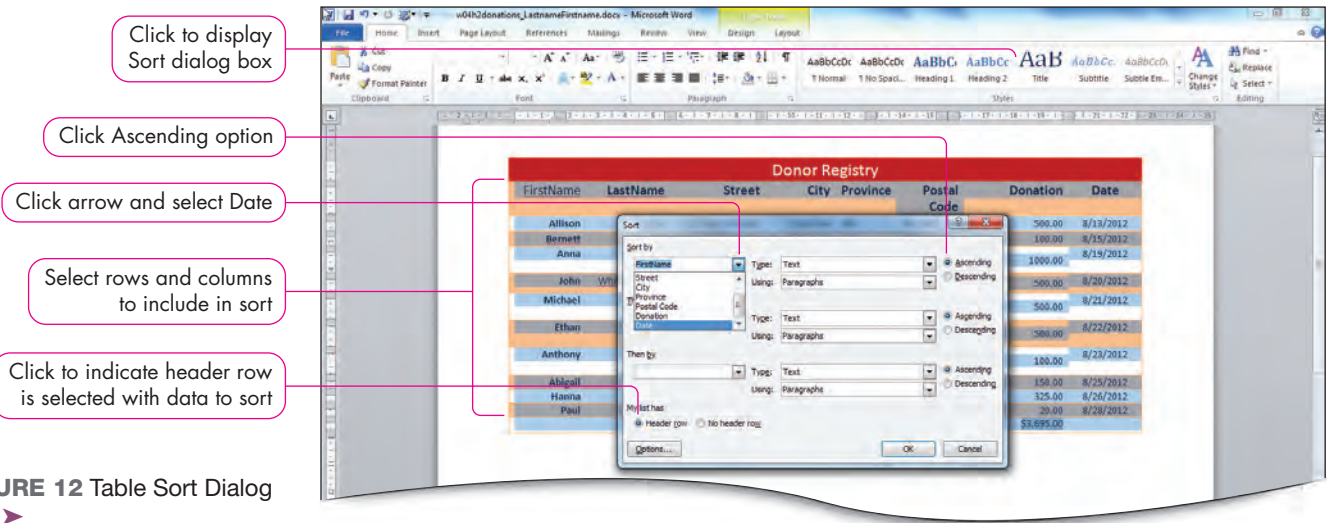 w04h2donations_LastnameFirstname.docx – Microsoft Word
File Home Insert Page Layout References Mailings Review View Design Layout
Cut
Copy
Format Painter
Paste
Clipboard
B I U abc x, x²
Font
Paragraph
AaBbCcDc AaBbCcDc AaBbC AaBbCc AaB AaBbCc. AaBbCcDi
¶ Normal ¶ No Spaci... Heading 1 Heading 2 Title Subtitle Subtle Em...
Change Styles
Styles
Find
Replace
Select
Editing
Click to display
Sort dialog box
Click Ascending option
Click arrow and select Date
Select rows and columns
to include in sort
Click to indicate header row
is selected with data to sort
Donor Registry
FirstName LastName Street City Province Postal Code Donation Date
Allison 500.00 8/13/2012
Bernett 100.00 8/15/2012
Anna 1000.00 8/19/2012
John 500.00 8/20/2012
Michael 500.00 8/21/2012
Ethan 500.00 8/22/2012
Anthony 100.00 8/23/2012
Abigail 150.00 8/25/2012
Hanna 325.00 8/26/2012
Paul 20.00 8/28/2012
$3,695.00
Sort
Sort by
FirstName Type: Text Ascending
Using: Paragraphs Descending
Street
City
Province
Postal Code
Donation
Date
Type: Text Ascending
Using: Paragraphs Descending
Then by
Type: Text Ascending
Using: Paragraphs Descending
My list has
Header row No header row
Options... OK Cancel
URE 12 Table Sort Dialog